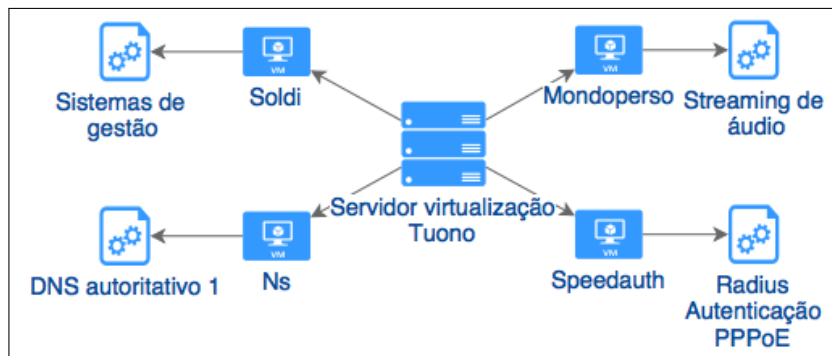 VM
Soldi
Sistemas de
gestão
VM
Mondoperso
Streaming de
áudio
Servidor virtualização
Tuono
VM
Ns
DNS autoritativo 1
VM
Speedauth
Radius
Autenticação
PPPoE